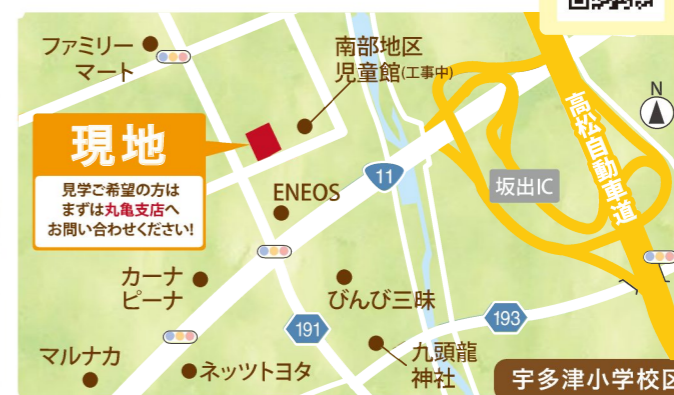 ファミリー
マート
南部地区
児童館(工事中)
N
高松自動車道
現地
見学ご希望の方は
まずは丸亀支店へ
お問い合わせください!
11
坂出IC
ENEOS
カーナ
ピーナ
びんび三昧
191
193
マルナカ
ネッツトヨタ
九頭龍
神社
宇多津小学校区